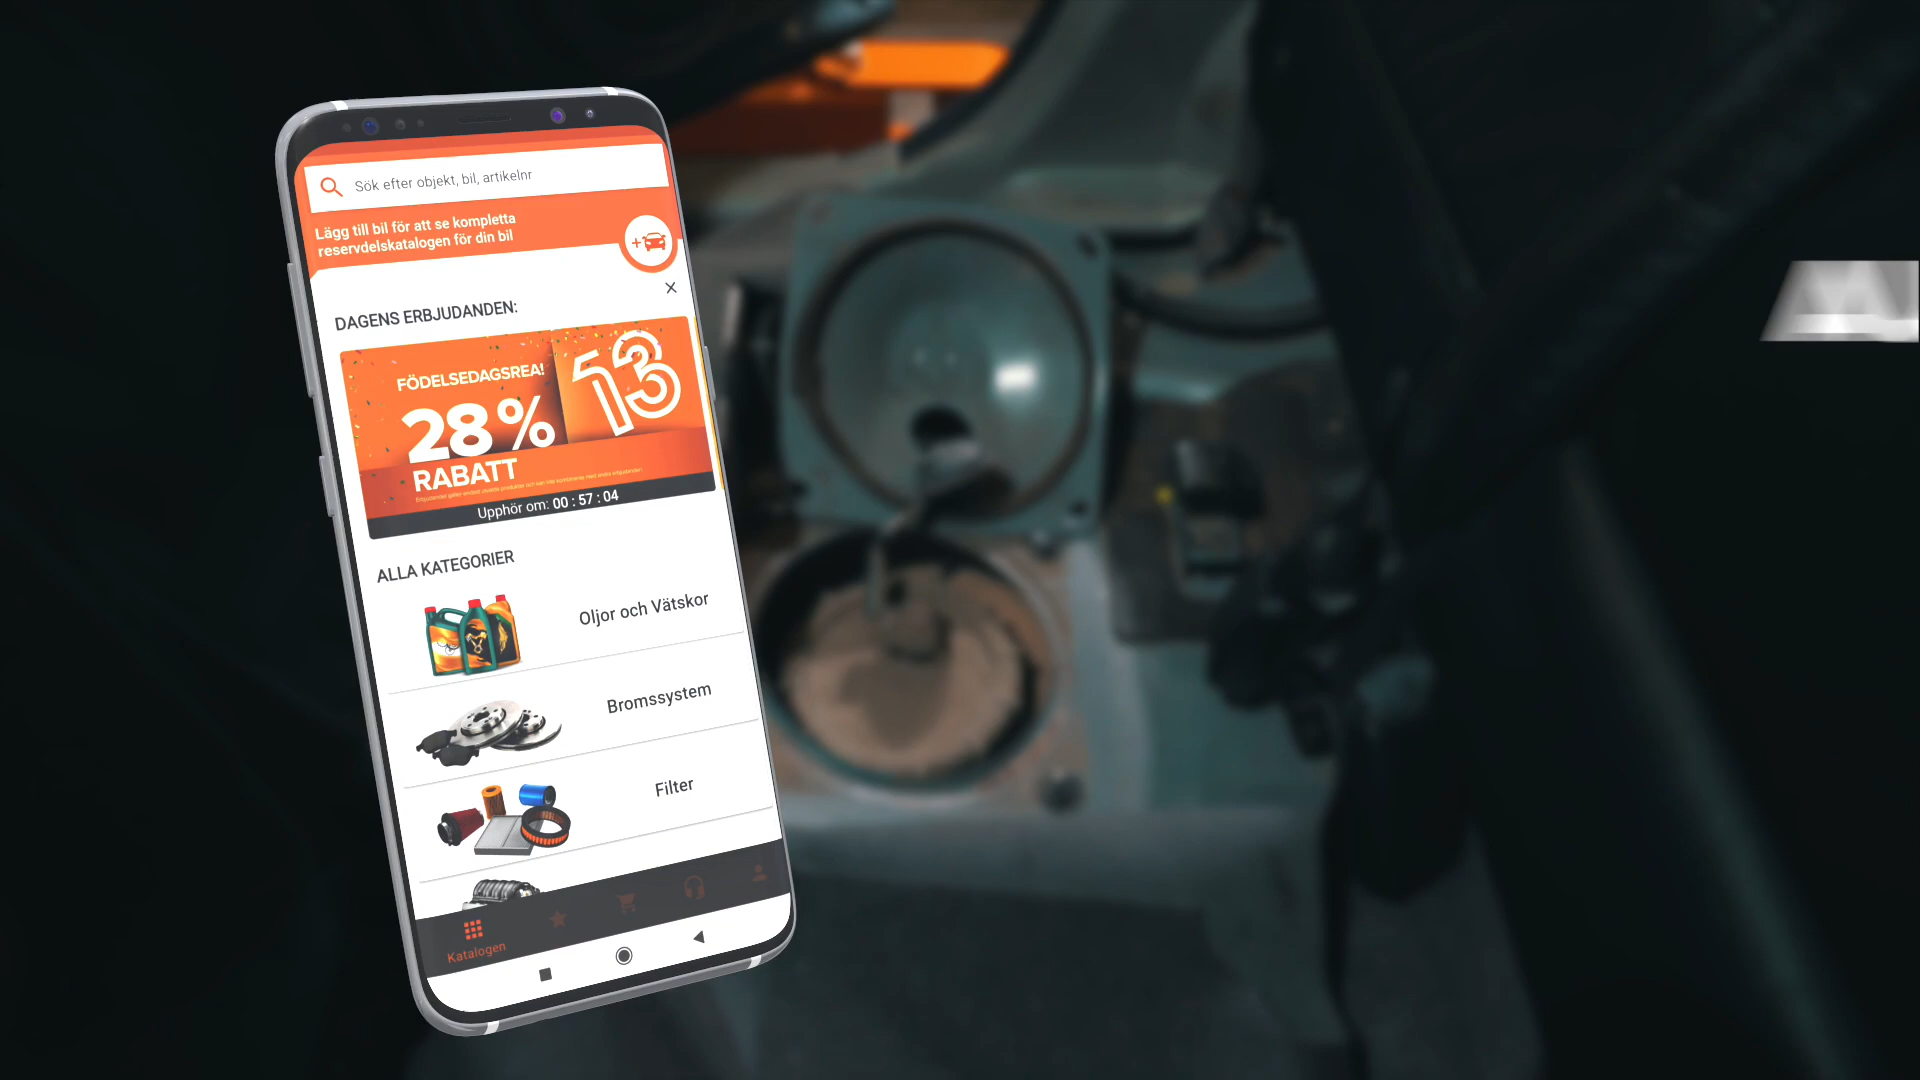 Sök efter objekt, bil, artikelnr
Lägg till bil för att se kompletta
reservdelskatalogen för din bil
DAGENS ERBJUDANDEN:
FÖDELSEDAGSREA!
13
28%
RABATT
Upphör om: 00 : 57 : 04
ALLA KATEGORIER
Oljor och Vätskor
Bromssystem
Filter
Katalogen